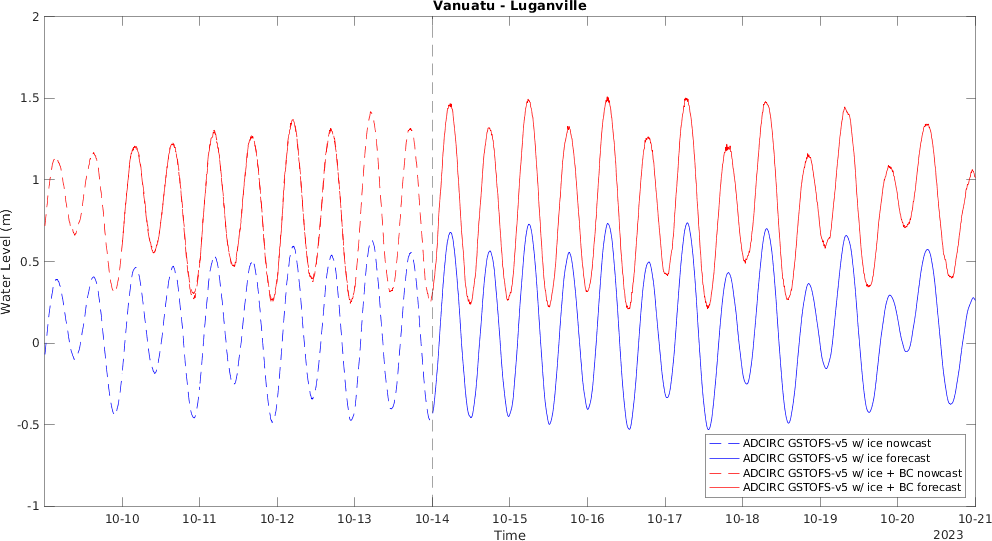 Vanuatu - Luganville
2
1.5
1
0.5
0
-0.5
-1
Water Level (m)
10-10 10-11 10-12 10-13 10-14 10-15 10-16 10-17 10-18 10-19 10-20 10-21
Time
2023
ADCIRC GSTOFS-v5 w/ ice nowcast
ADCIRC GSTOFS-v5 w/ ice forecast
ADCIRC GSTOFS-v5 w/ ice + BC nowcast
ADCIRC GSTOFS-v5 w/ ice + BC forecast